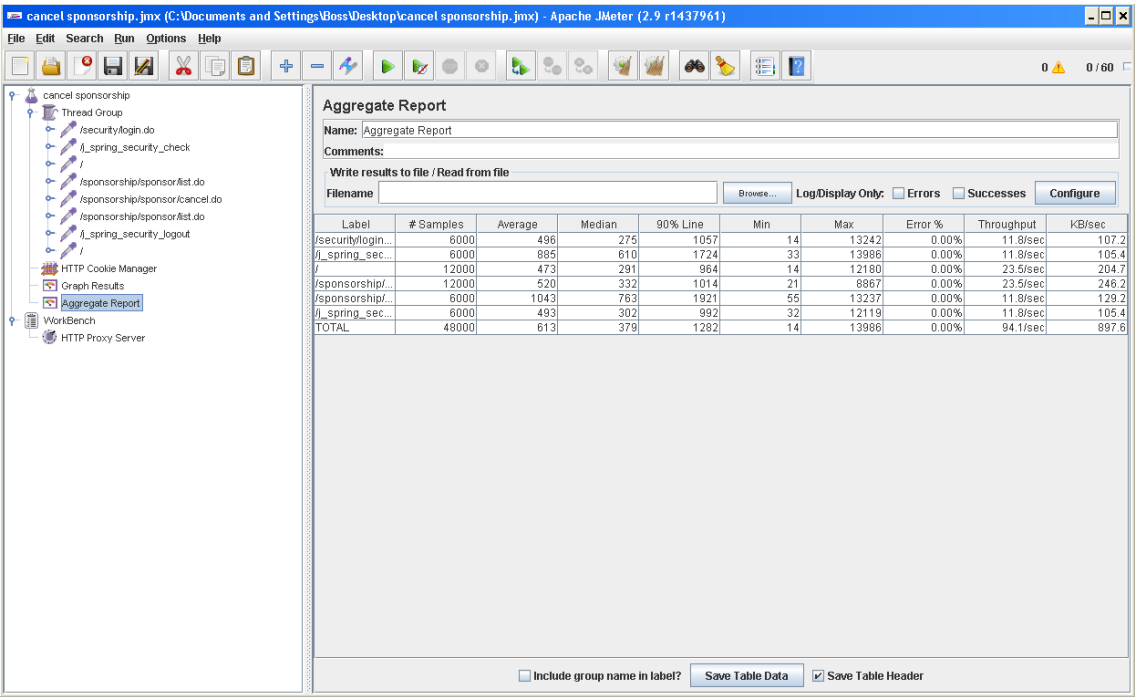 cancel sponsorship.jmx (C:\Documents and Settings\Boss\Desktop\cancel sponsorship.jmx) - Apache JMeter (2.9 r1437961)
File Edit Search Run Options Help
0 0 / 60
cancel sponsorship
Thread Group
/security/login.do
/j_spring_security_check
/
/sponsorship/sponsor/list.do
/sponsorship/sponsor/cancel.do
/sponsorship/sponsor/list.do
/j_spring_security_logout
/
HTTP Cookie Manager
Graph Results
Aggregate Report
WorkBench
HTTP Proxy Server
Aggregate Report
Name: Aggregate Report
Comments:
Write results to file / Read from file
Filename Browse... Log/Display Only: Errors Successes Configure
Label # Samples Average Median 90% Line Min Max Error % Throughput KB/sec
/security/login... 6000 496 275 1057 14 13242 0.00% 11.8/sec 107.2
/j_spring_sec... 6000 885 610 1724 33 13986 0.00% 11.8/sec 105.4
/ 12000 473 291 964 14 12180 0.00% 23.5/sec 204.7
/sponsorship/... 12000 520 332 1014 21 8867 0.00% 23.5/sec 246.2
/sponsorship/... 6000 1043 763 1921 55 13237 0.00% 11.8/sec 129.2
/j_spring_sec... 6000 493 302 992 32 12119 0.00% 11.8/sec 105.4
TOTAL 48000 613 379 1282 14 13986 0.00% 94.1/sec 897.6
Include group name in label? Save Table Data Save Table Header